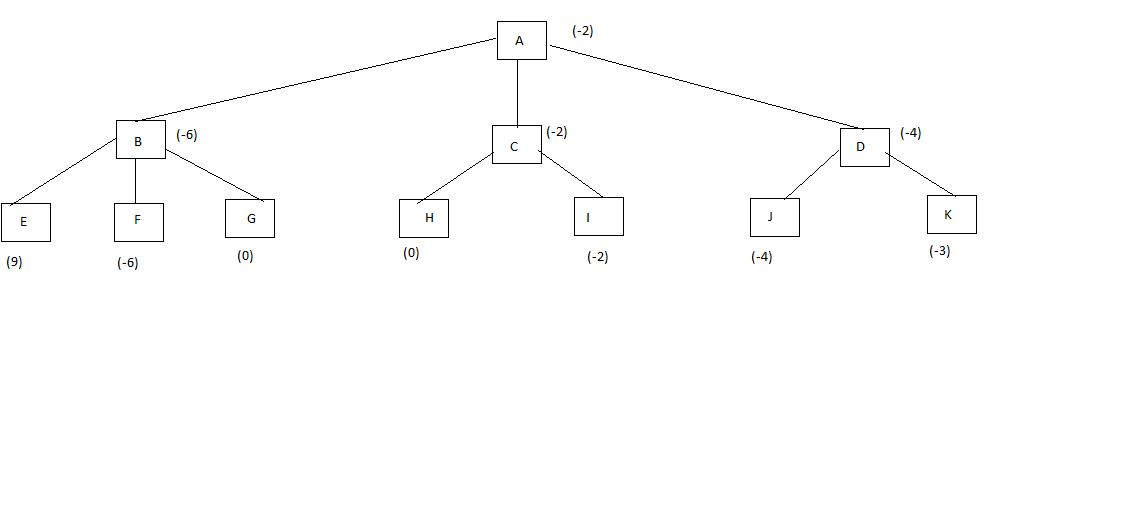 A (-2)
B (-6) C (-2) D (-4)
E F G H I J K
(9) (-6) (0) (0) (-2) (-4) (-3)